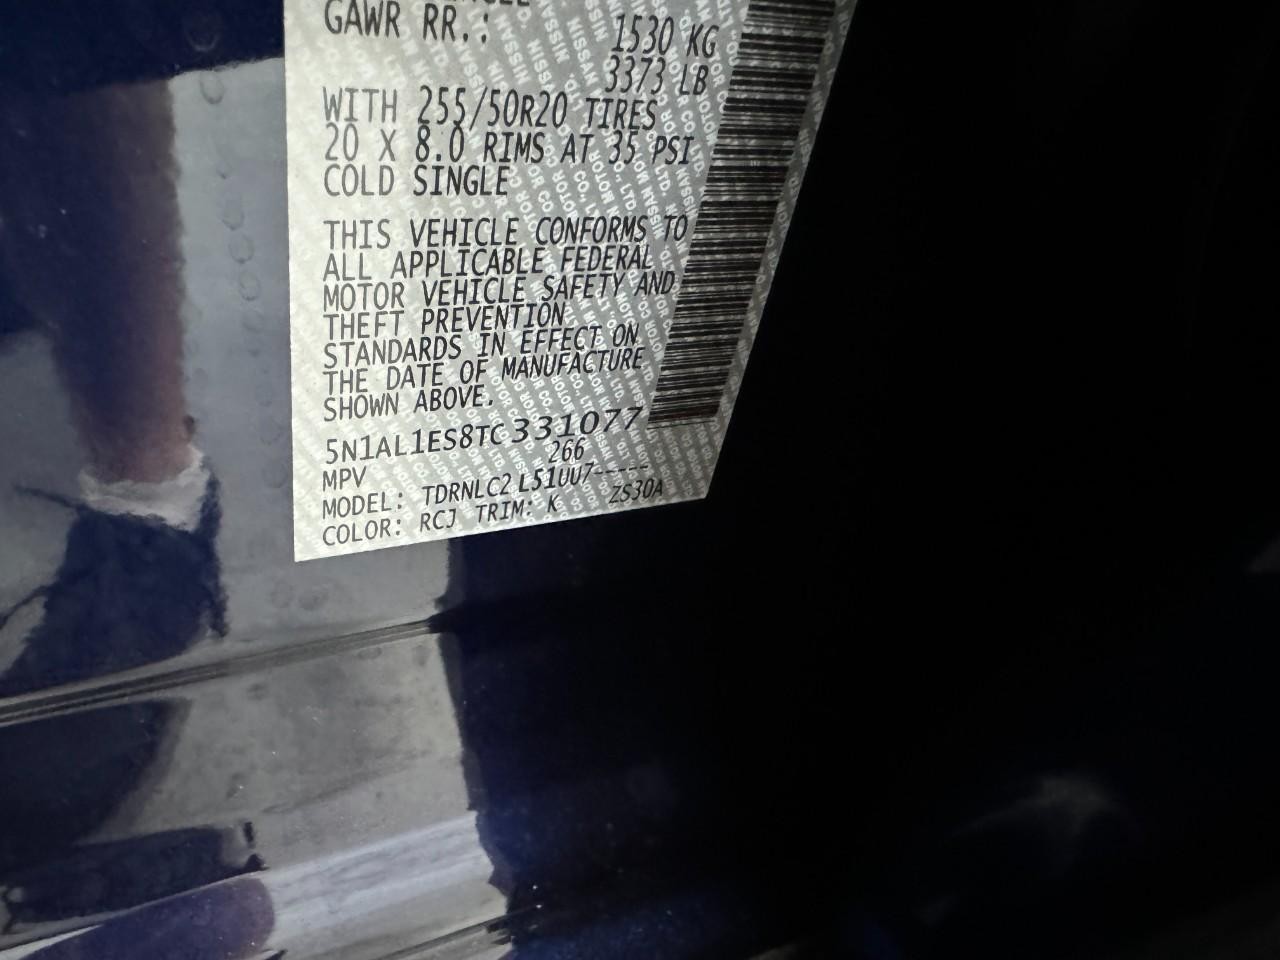 GAWR RR.:
1530 KG
3373 LB
WITH 255/50R20 TIRES
20 X 8.0 RIMS AT 35 PSI
COLD SINGLE
THIS VEHICLE CONFORMS TO
ALL APPLICABLE FEDERAL
MOTOR VEHICLE SAFETY AND
THEFT PREVENTION
STANDARDS IN EFFECT ON
THE DATE OF MANUFACTURE
SHOWN ABOVE.
5N1AL1ES8TC331077
MPV 266
MODEL: TDRNLC2 L51UU7-----
COLOR: RCJ TRIM: K ZS30A